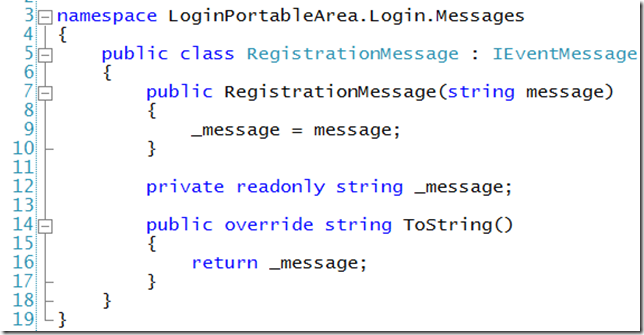 3 namespace LoginPortableArea.Login.Messages
4 {
5 public class RegistrationMessage : IEventMessage
6 {
7 public RegistrationMessage(string message)
8 {
9 _message = message;
10 }
11
12 private readonly string _message;
13
14 public override string ToString()
15 {
16 return _message;
17 }
18 }
19 }